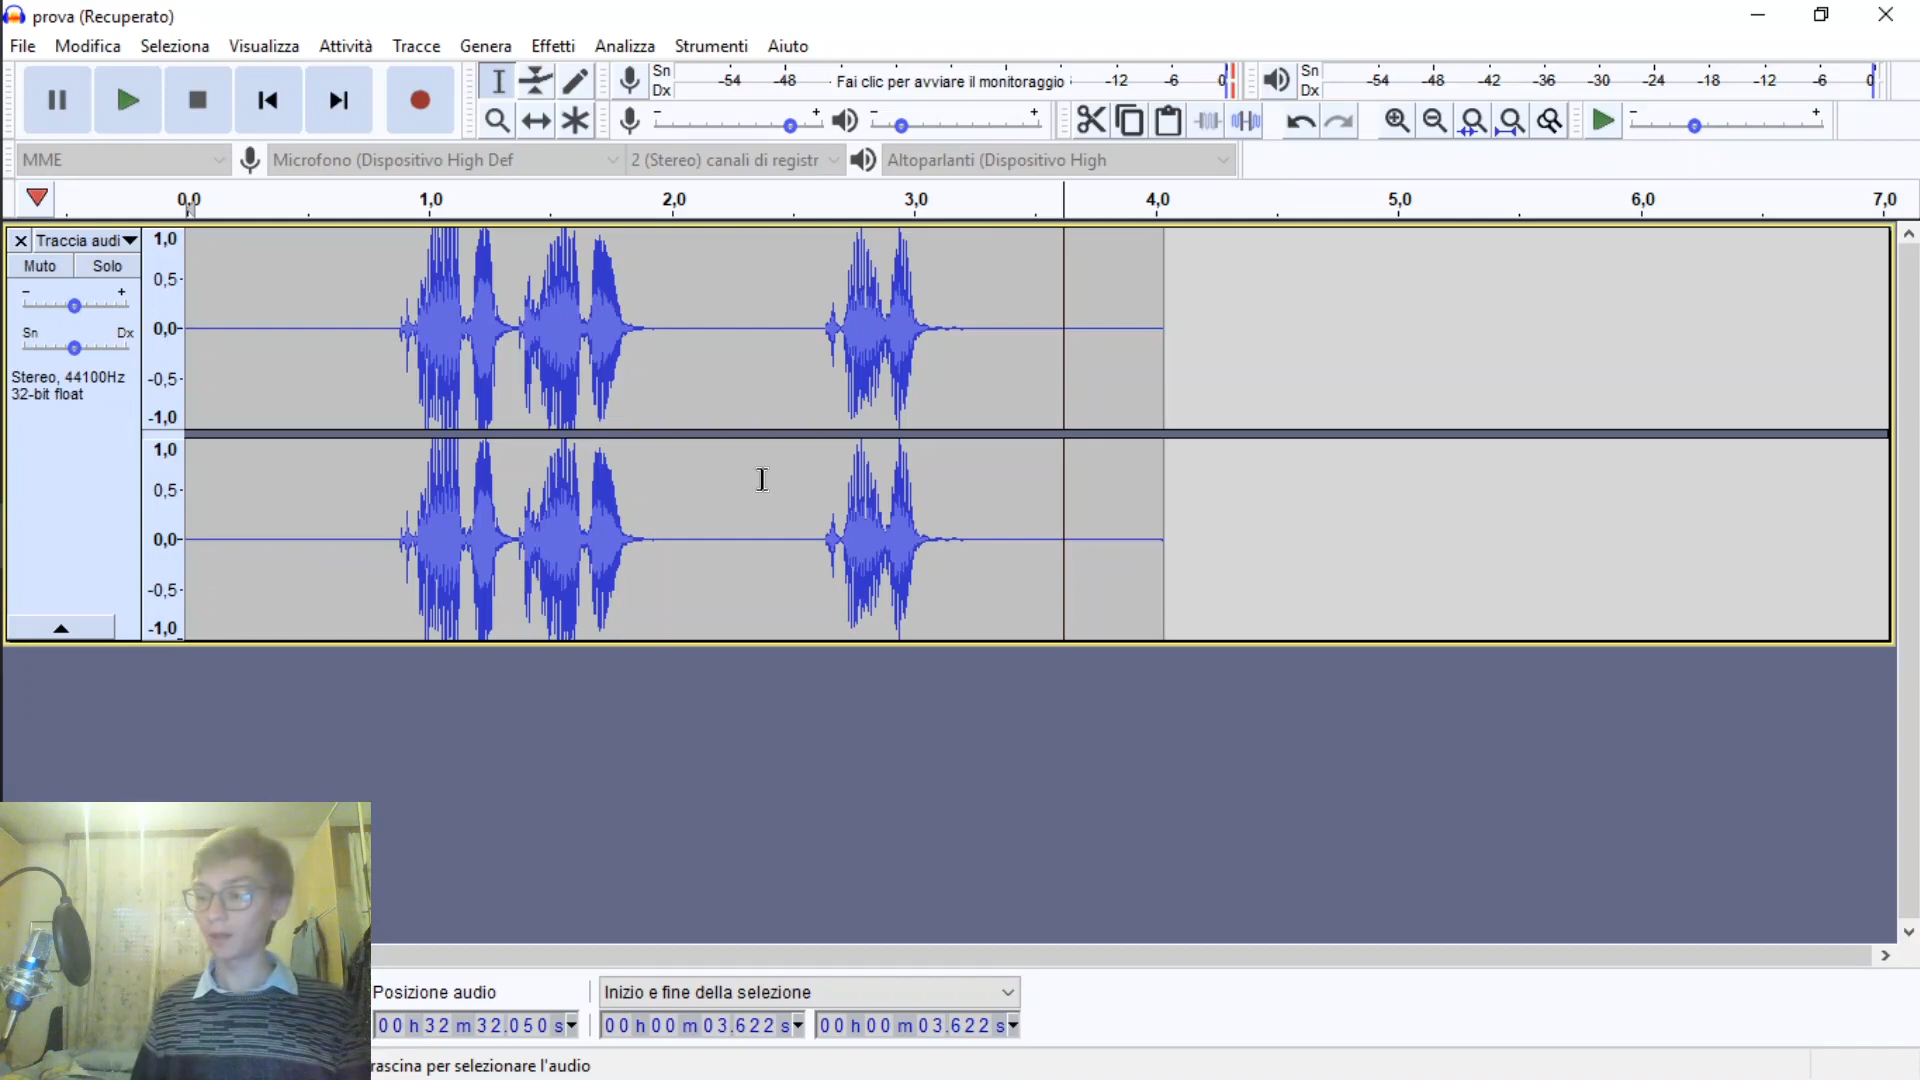 prova (Recuperato)
File Modifica Seleziona Visualizza Attività Tracce Genera Effetti Analizza Strumenti Aiuto
Sn Dx -54 -48 Fai clic per avviare il monitoraggio -12 -6 0
Sn Dx -54 -48 -42 -36 -30 -24 -18 -12 -6 0
- +
- +
- +
MME Microfono (Dispositivo High Def 2 (Stereo) canali di registr Altoparlanti (Dispositivo High
0,0 1,0 2,0 3,0 4,0 5,0 6,0 7,0
Traccia audi
Muto Solo
- +
Sn Dx
Stereo, 44100Hz
32-bit float
1,0
0,5-
0,0-
-0,5-
-1,0
1,0
0,5-
0,0-
-0,5-
-1,0
Posizione audio Inizio e fine della selezione
00 h 32 m 32.050 s 00 h 00 m 03.622 s 00 h 00 m 03.622 s
rascina per selezionare l'audio